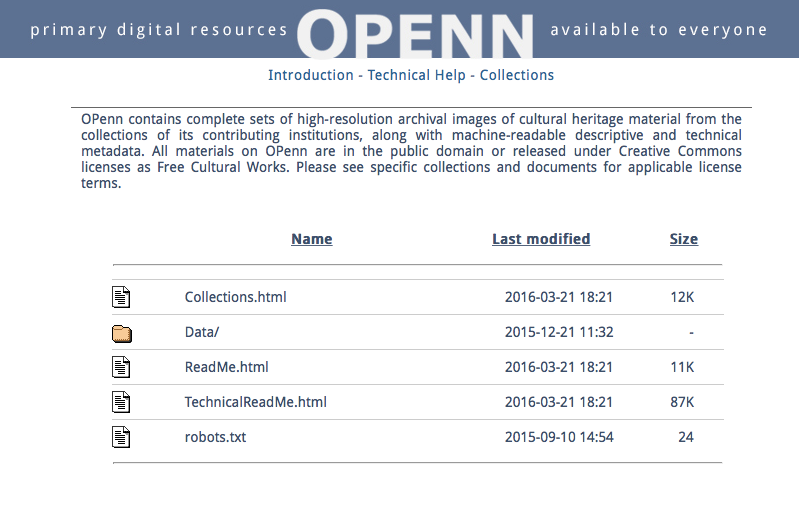 primary digital resources OPENN available to everyone
Introduction - Technical Help - Collections
OPenn contains complete sets of high-resolution archival images of cultural heritage material from the
collections of its contributing institutions, along with machine-readable descriptive and technical
metadata. All materials on OPenn are in the public domain or released under Creative Commons
licenses as Free Cultural Works. Please see specific collections and documents for applicable license
terms.
Name Last modified Size
Collections.html 2016-03-21 18:21 12K
Data/ 2015-12-21 11:32 -
ReadMe.html 2016-03-21 18:21 11K
TechnicalReadMe.html 2016-03-21 18:21 87K
robots.txt 2015-09-10 14:54 24